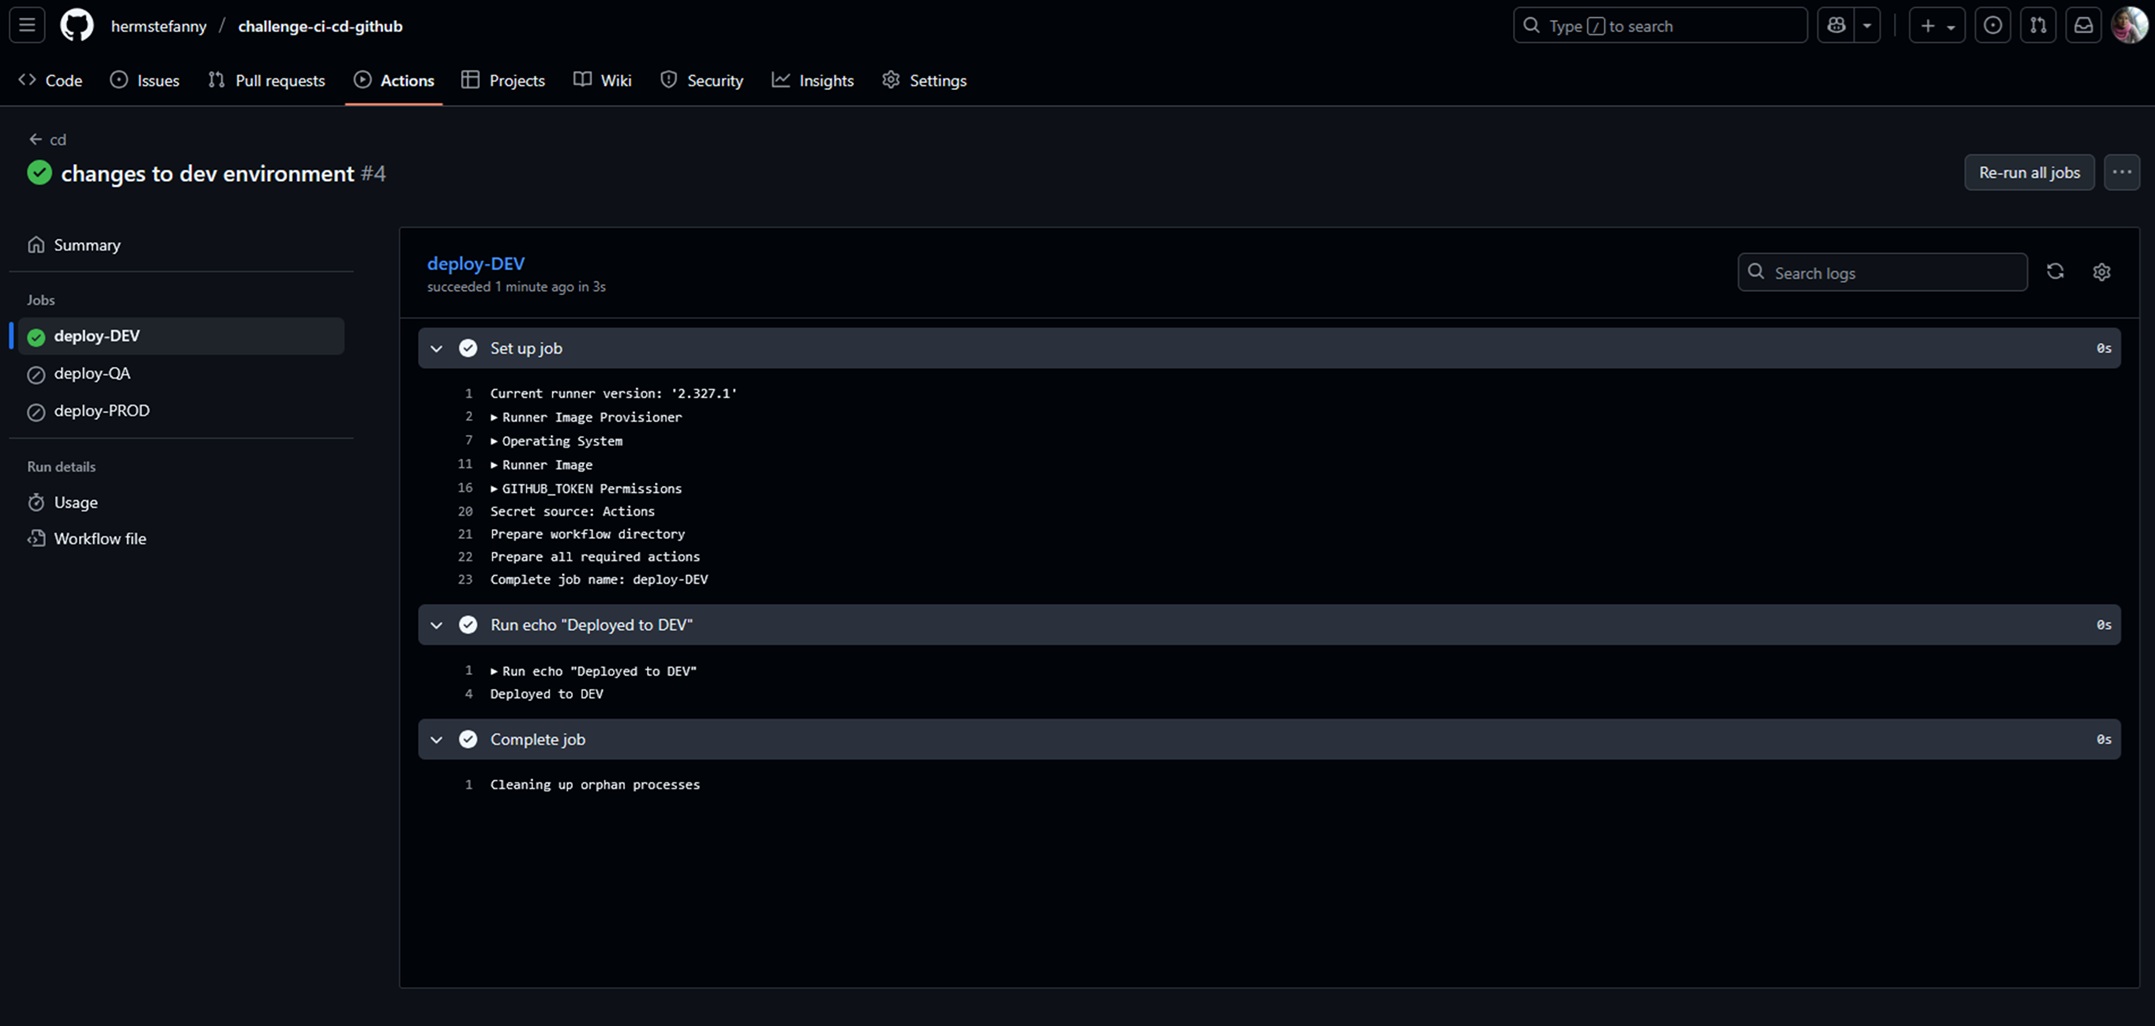 hermstefanny / challenge-ci-cd-github
Type / to search
Code
Issues
Pull requests
Actions
Projects
Wiki
Security
Insights
Settings
cd
changes to dev environment #4
Re-run all jobs
Summary
Jobs
deploy-DEV
deploy-QA
deploy-PROD
Run details
Usage
Workflow file
deploy-DEV
succeeded 1 minute ago in 3s
Search logs
Set up job 0s
1 Current runner version: '2.327.1'
2 Runner Image Provisioner
7 Operating System
11 Runner Image
16 GITHUB_TOKEN Permissions
20 Secret source: Actions
21 Prepare workflow directory
22 Prepare all required actions
23 Complete job name: deploy-DEV
Run echo "Deployed to DEV" 0s
1 Run echo "Deployed to DEV"
4 Deployed to DEV
Complete job 0s
1 Cleaning up orphan processes